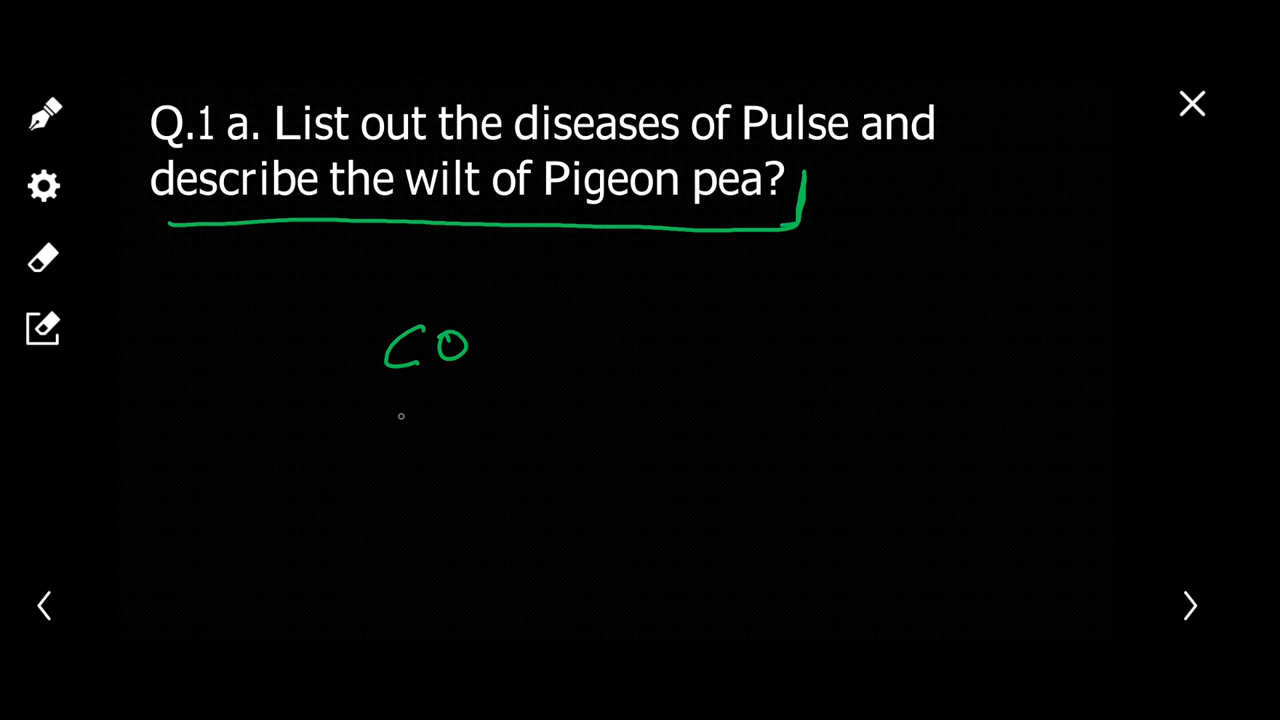 Q.1 a. List out the diseases of Pulse and
describe the wilt of Pigeon pea?
CO